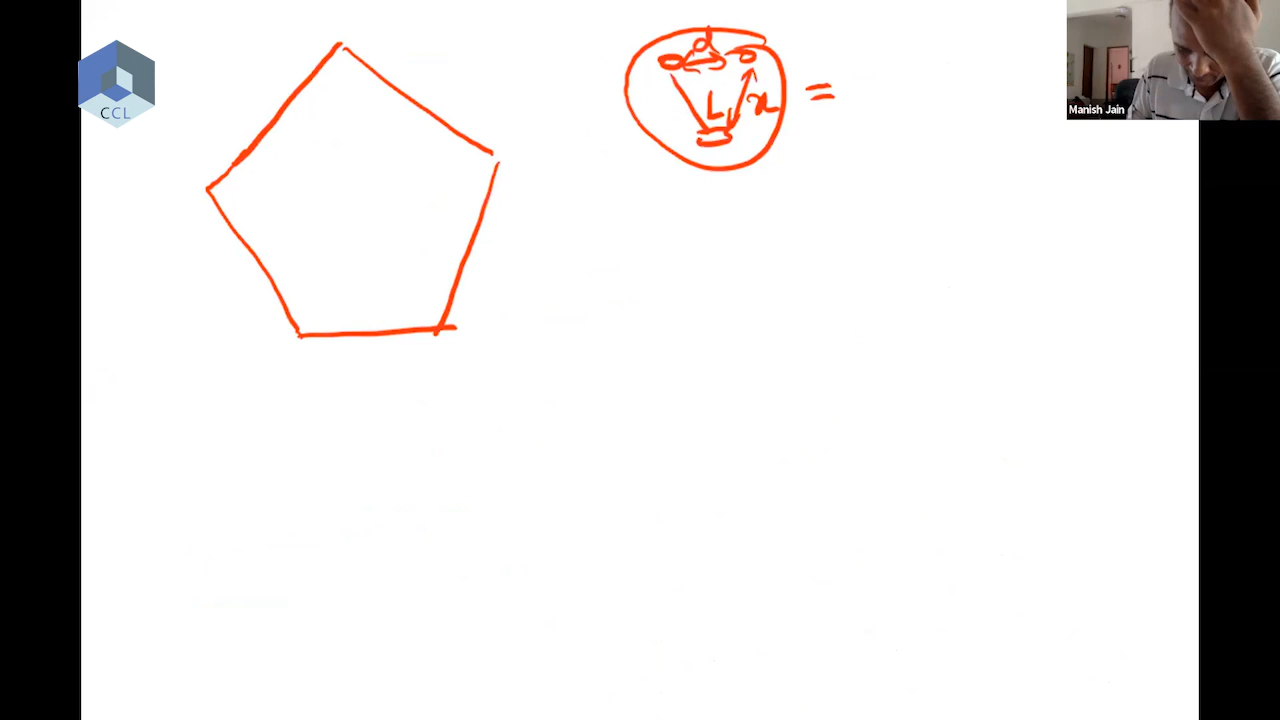 CCL
d
L x =
Manish Jain